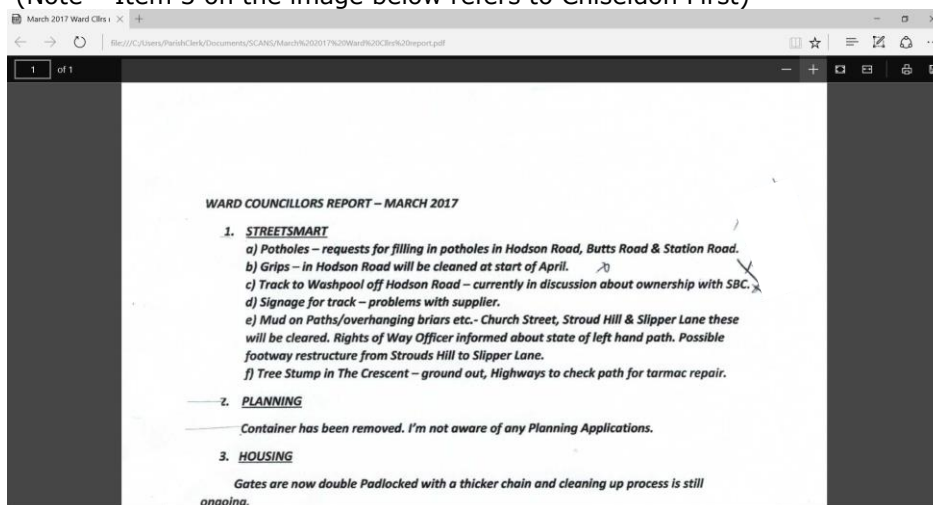 (Note – Item 3 on the image below refers to Chiseldon First)
March 2017 Ward Cllrs r
file:///C:/Users/ParishClerk/Documents/SCANS/March%202017%20Ward%20Cllrs%20report.pdf
1 of 1
WARD COUNCILLORS REPORT – MARCH 2017
1. STREETSMART
a) Potholes – requests for filling in potholes in Hodson Road, Butts Road & Station Road.
b) Grips – in Hodson Road will be cleaned at start of April.
c) Track to Washpool off Hodson Road – currently in discussion about ownership with SBC.
d) Signage for track – problems with supplier.
e) Mud on Paths/overhanging briars etc.- Church Street, Stroud Hill & Slipper Lane these
will be cleared. Rights of Way Officer informed about state of left hand path. Possible
footway restructure from Strouds Hill to Slipper Lane.
f) Tree Stump in The Crescent – ground out, Highways to check path for tarmac repair.
2. PLANNING
Container has been removed. I'm not aware of any Planning Applications.
3. HOUSING
Gates are now double Padlocked with a thicker chain and cleaning up process is still
ongoing.